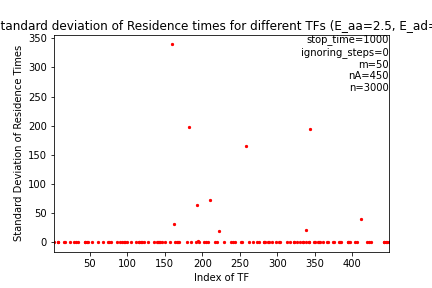 tandard deviation of Residence times for different TFs (E_aa=2.5, E_ad=
stop_time=1000
ignoring_steps=0
m=50
nA=450
n=3000
Standard Deviation of Residence Times
350
300
250
200
150
100
50
0
50 100 150 200 250 300 350 400
Index of TF